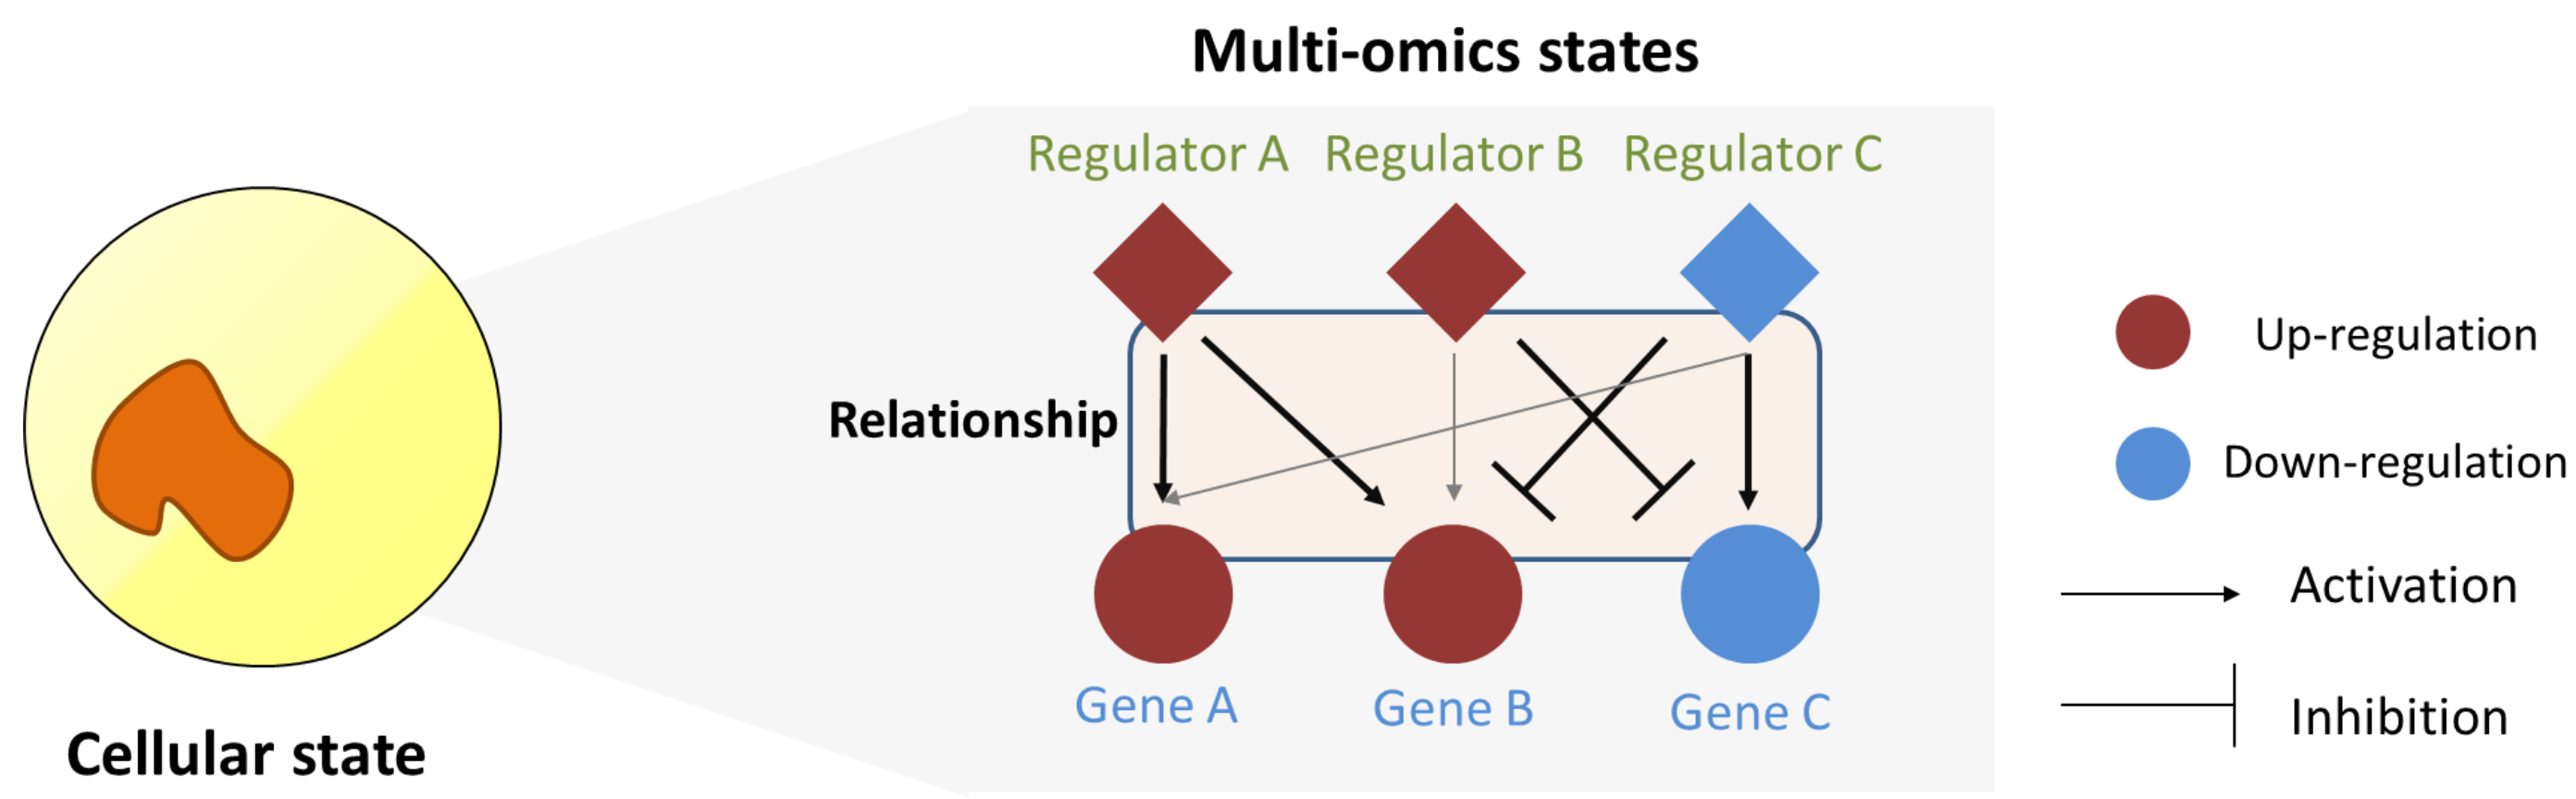 Multi-omics states
Regulator A Regulator B Regulator C
Relationship
Gene A Gene B Gene C
Cellular state
Up-regulation
Down-regulation
Activation
Inhibition